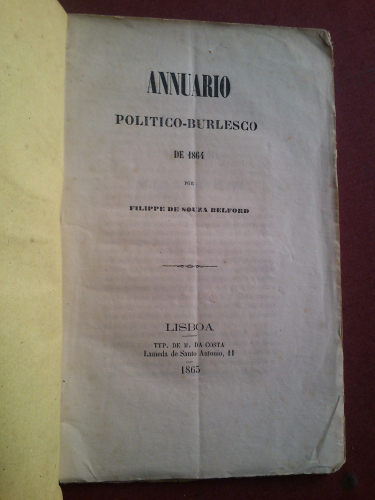 ANNUARIO
POLITICO-BURLESCO
DE 1864
POR
FILIPPE DE SOUZA BELFORD
LISBOA
TYP. DE R. DA COSTA
Lameda de Santo Antonio, 11
1865